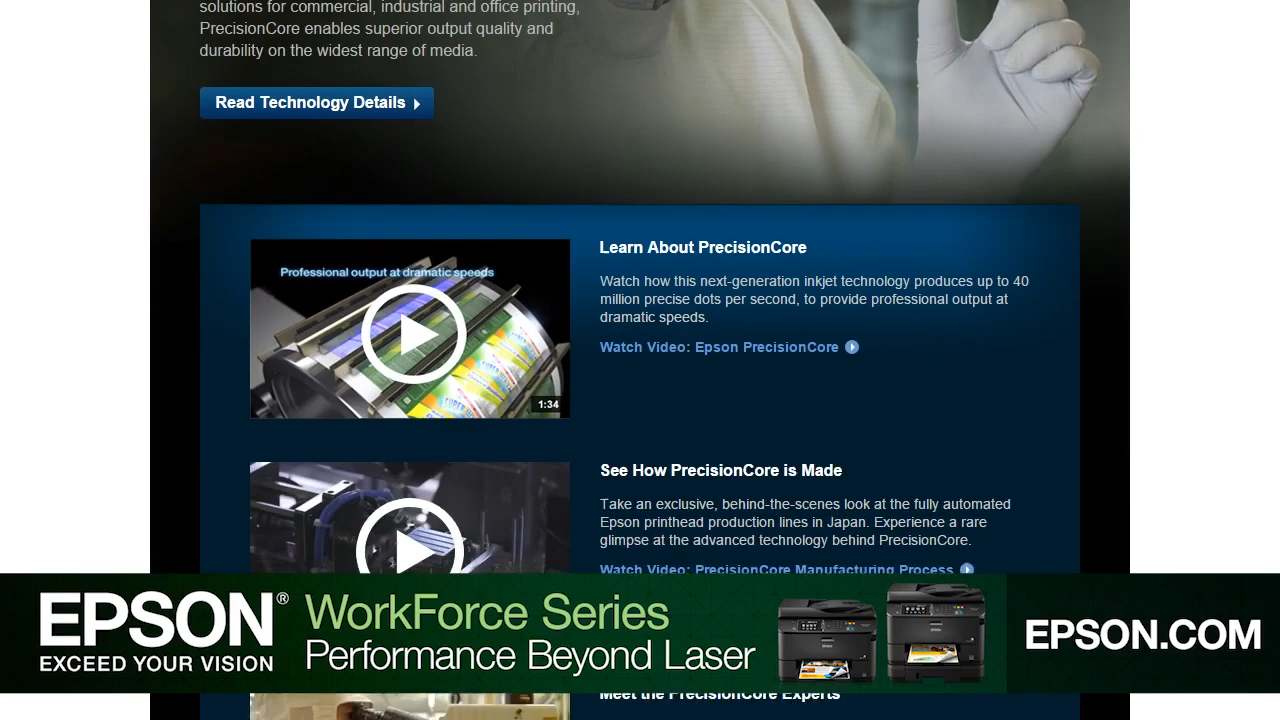 solutions for commercial, industrial and office printing,
PrecisionCore enables superior output quality and
durability on the widest range of media.
Read Technology Details
Professional output at dramatic speeds
1:34
Learn About PrecisionCore
Watch how this next-generation inkjet technology produces up to 40
million precise dots per second, to provide professional output at
dramatic speeds.
Watch Video: Epson PrecisionCore
See How PrecisionCore is Made
Take an exclusive, behind-the-scenes look at the fully automated
Epson printhead production lines in Japan. Experience a rare
glimpse at the advanced technology behind PrecisionCore.
Watch Video: PrecisionCore Manufacturing Process
EPSON®
EXCEED YOUR VISION
WorkForce Series
Performance Beyond Laser
EPSON.COM
Meet the PrecisionCore Experts